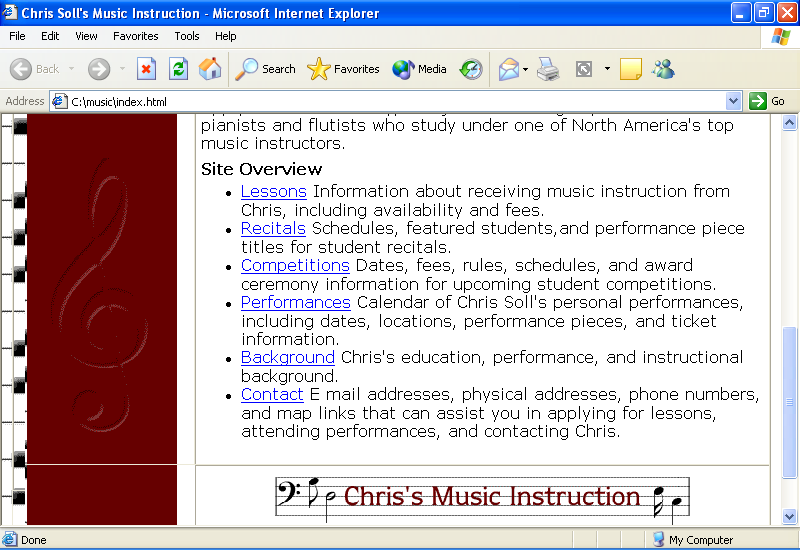 Chris Soll's Music Instruction - Microsoft Internet Explorer
File Edit View Favorites Tools Help
Back Search Favorites Media
Address C:\music\index.html Go
pianists and flutists who study under one of North America's top
music instructors.
Site Overview
Lessons Information about receiving music instruction from
Chris, including availability and fees.
Recitals Schedules, featured students,and performance piece
titles for student recitals.
Competitions Dates, fees, rules, schedules, and award
ceremony information for upcoming student competitions.
Performances Calendar of Chris Soll's personal performances,
including dates, locations, performance pieces, and ticket
information.
Background Chris's education, performance, and instructional
background.
Contact E mail addresses, physical addresses, phone numbers,
and map links that can assist you in applying for lessons,
attending performances, and contacting Chris.
Chris's Music Instruction
Done My Computer